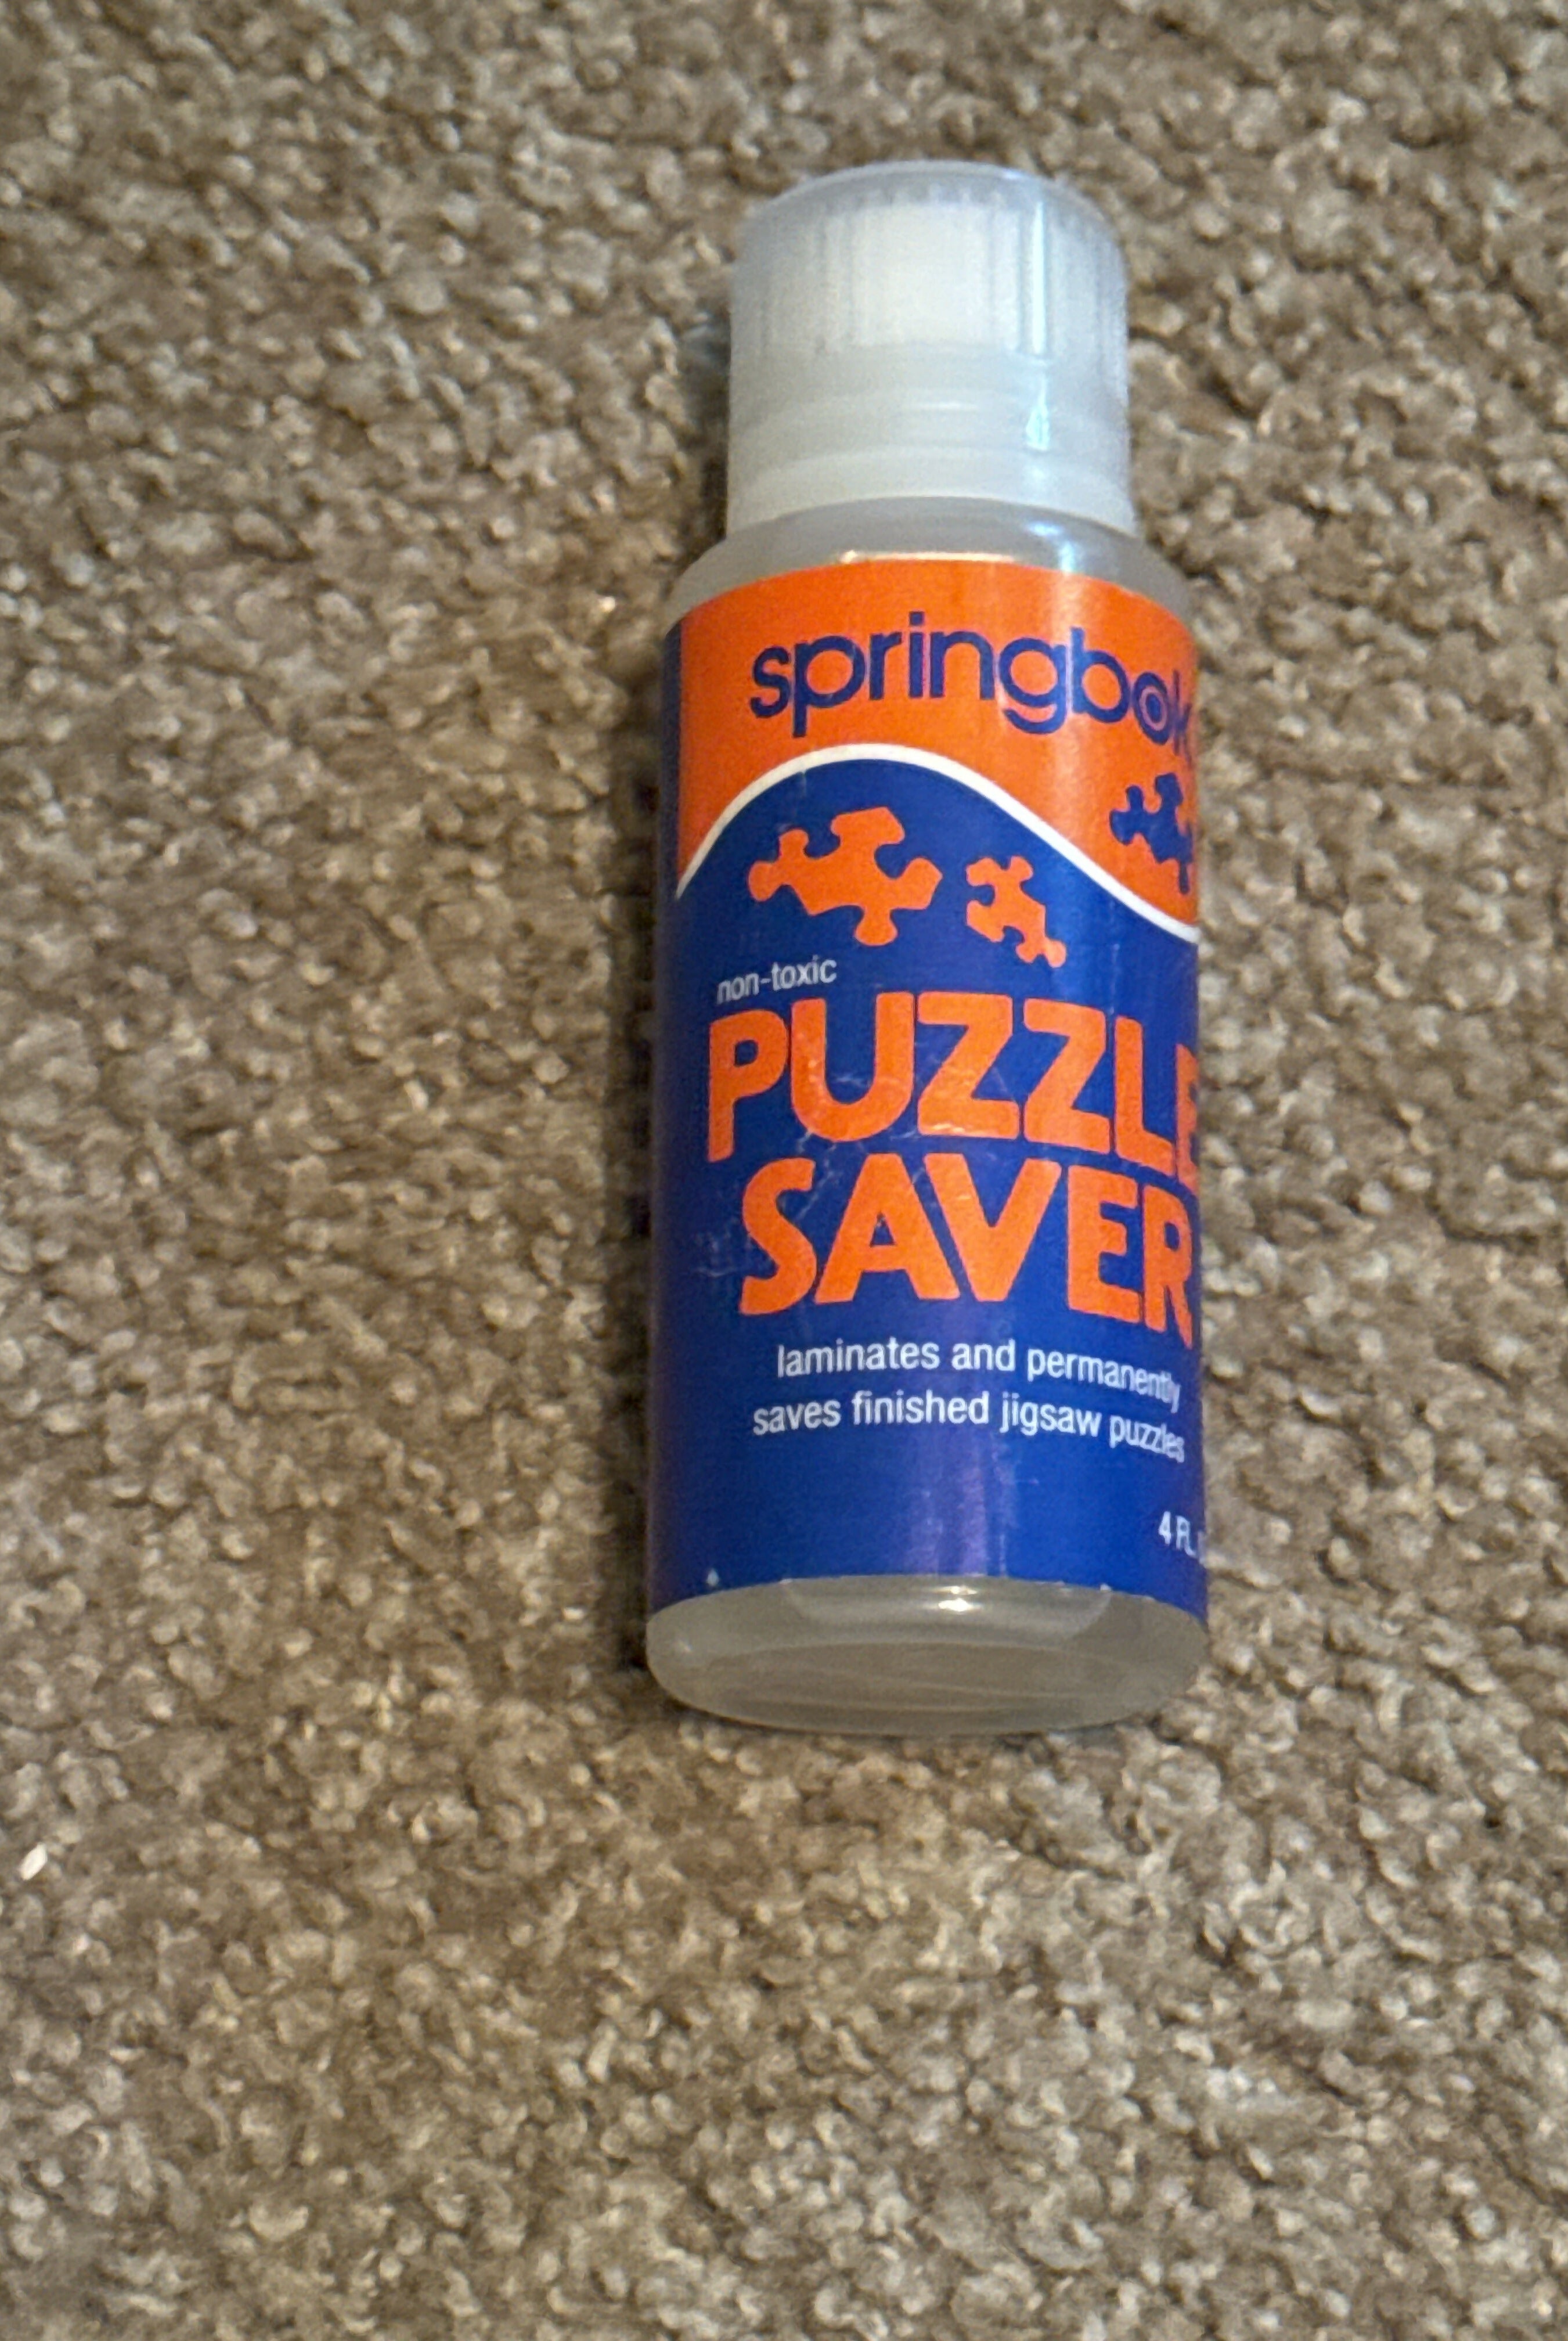 springbok
non-toxic
PUZZLE
SAVER
laminates and permanently
saves finished jigsaw puzzles
4 FL.